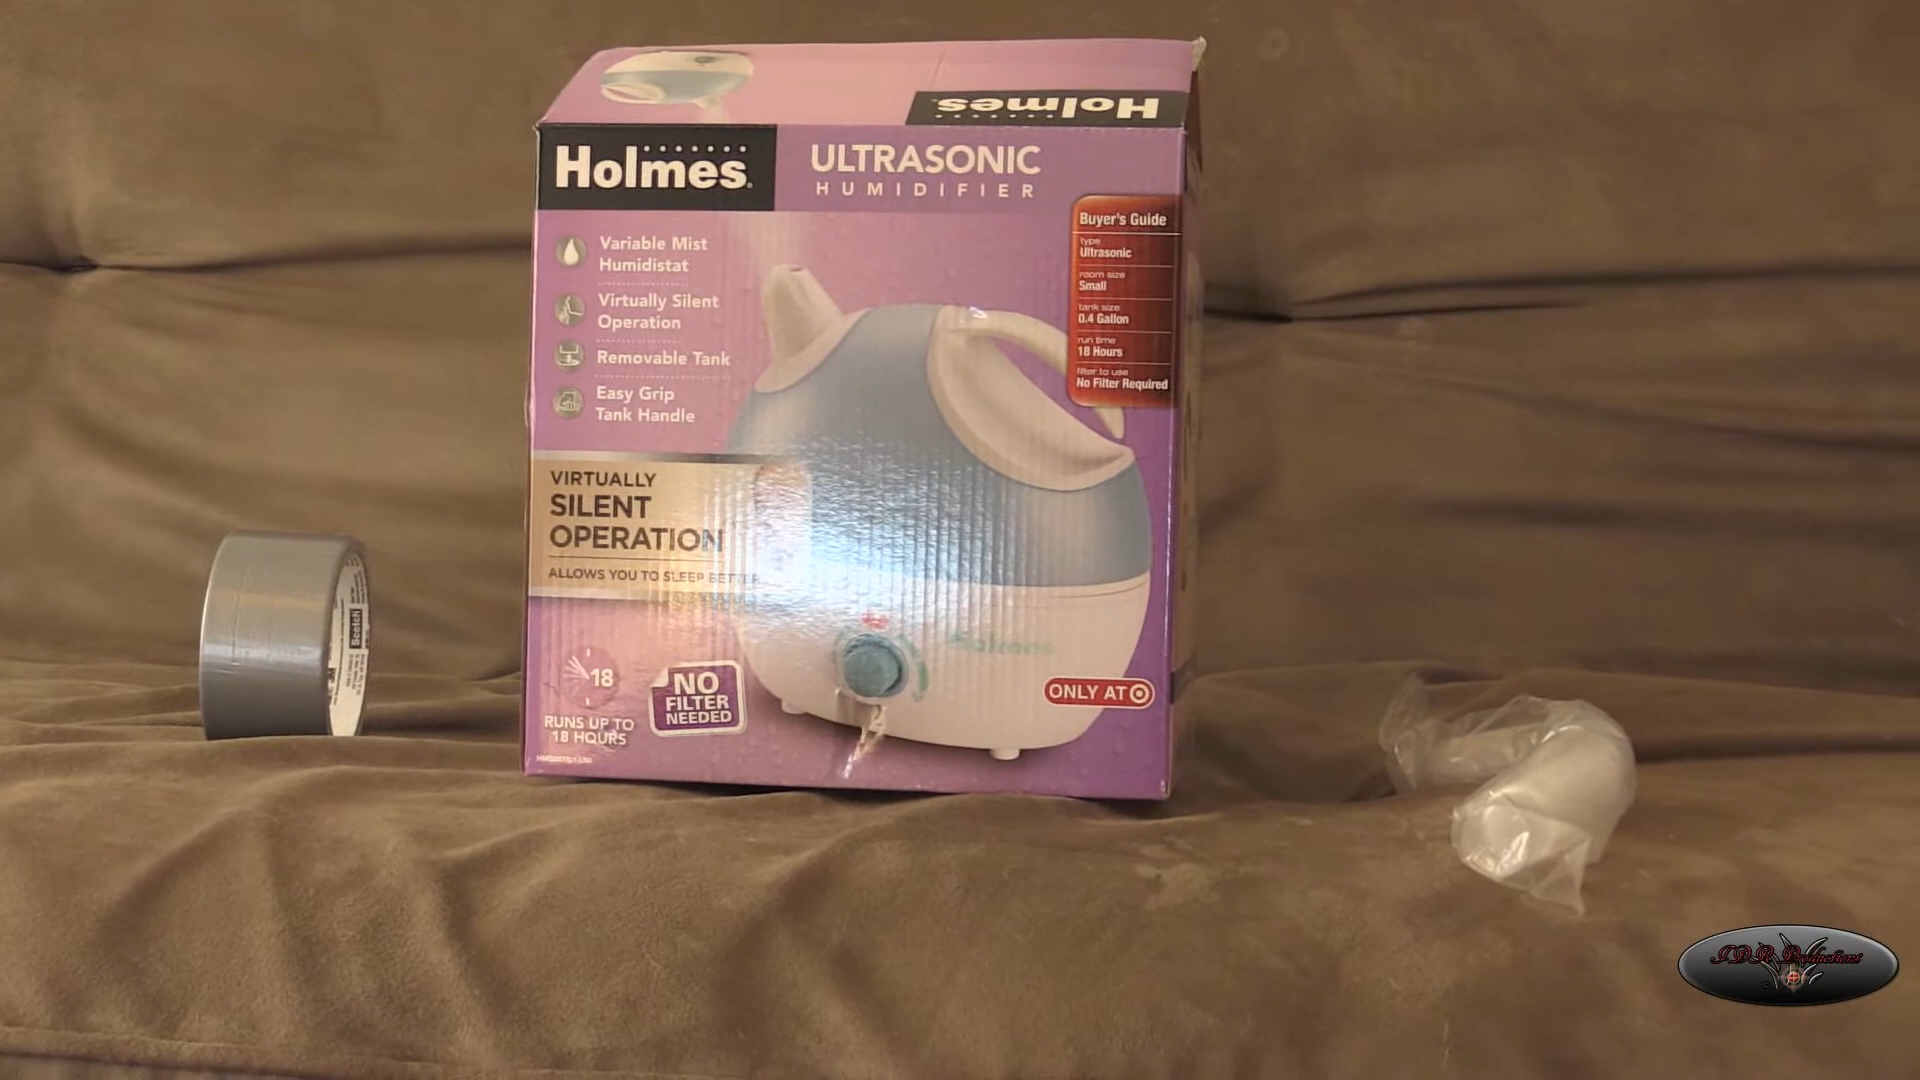 Holmes
Holmes
ULTRASONIC
HUMIDIFIER
Variable Mist
Humidistat
Virtually Silent
Operation
Removable Tank
Easy Grip
Tank Handle
Buyer's Guide
type
Ultrasonic
room size
Small
tank size
0.4 Gallon
run time
18 Hours
filter to use
No Filter Required
VIRTUALLY
SILENT
OPERATION
ALLOWS YOU TO SLEEP BETTER
18
RUNS UP TO
18 HOURS
NO
FILTER
NEEDED
Holmes
ONLY AT
Scotch
IDR Productions